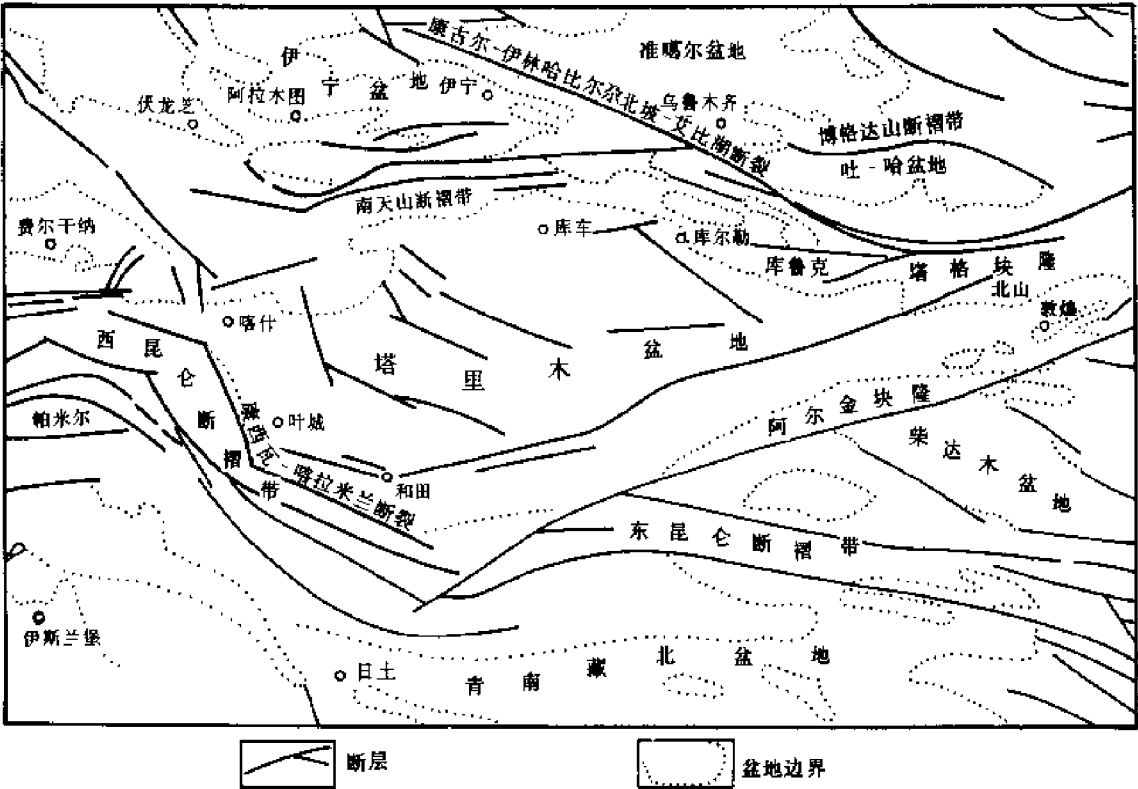 康古尔-伊林哈比尔尕北坡-艾比湖断裂
准噶尔盆地
伊宁盆地
伊宁
阿拉木图
伏龙芝
乌鲁木齐
博格达山断褶带
吐-哈盆地
南天山断褶带
费尔干纳
库车
库尔勒
库鲁克塔格块隆
北山
敦煌
喀什
西昆仑断褶带
塔里木盆地
帕米尔
叶城
康西瓦-喀拉米兰断裂
和田
阿尔金块隆
柴达木盆地
东昆仑断褶带
伊斯兰堡
日土
青南藏北盆地
断层
盆地边界